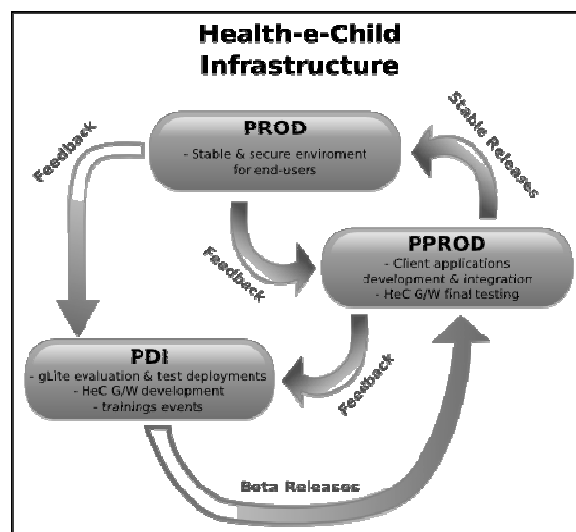 Health-e-Child
Infrastructure
Feedback
PROD
- Stable & secure enviroment
for end-users
Stable Releases
Feedback
PPROD
- Client applications
development & integration
- HeC G/W final testing
PDI
- gLite evaluation & test deployments
- HeC G/W development
- trainings events
Feedback
Beta Releases